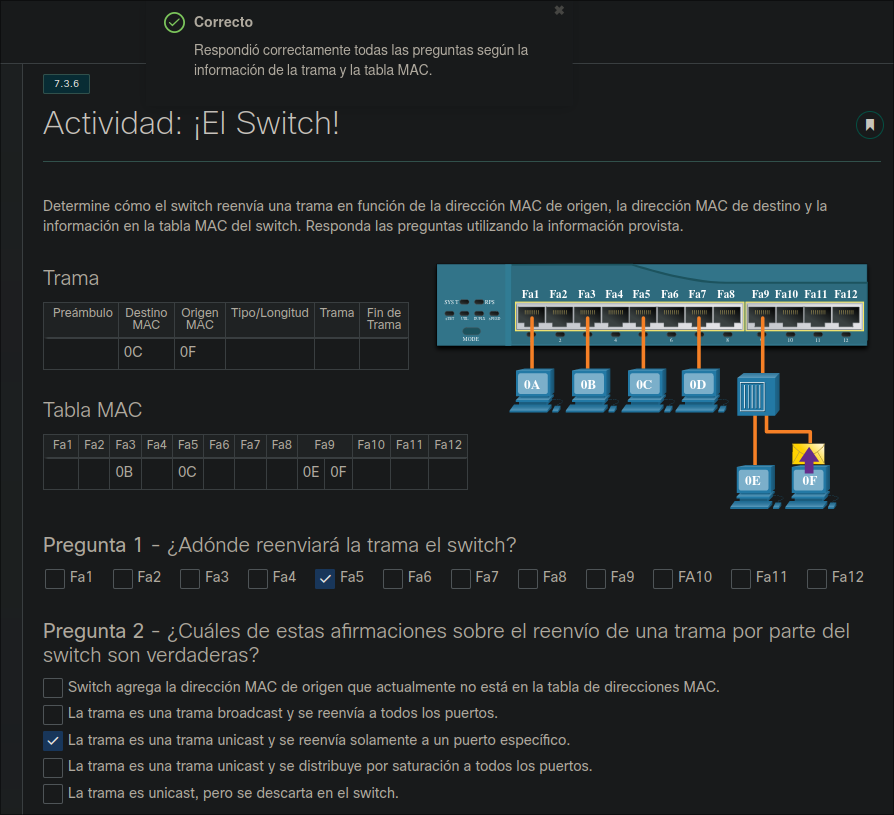 Correcto
Respondió correctamente todas las preguntas según la
información de la trama y la tabla MAC.
7.3.6
Actividad: ¡El Switch!
Determine cómo el switch reenvía una trama en función de la dirección MAC de origen, la dirección MAC de destino y la
información en la tabla MAC del switch. Responda las preguntas utilizando la información provista.
Trama
Preámbulo Destino MAC Origen MAC Tipo/Longitud Trama Fin de Trama
0C 0F
Fa1 Fa2 Fa3 Fa4 Fa5 Fa6 Fa7 Fa8 Fa9 Fa10 Fa11 Fa12
MODE
0A 0B 0C 0D
0E 0F
Tabla MAC
Fa1 Fa2 Fa3 Fa4 Fa5 Fa6 Fa7 Fa8 Fa9 Fa10 Fa11 Fa12
0B 0C 0E 0F
Pregunta 1 - ¿Adónde reenviará la trama el switch?
Fa1 Fa2 Fa3 Fa4 Fa5 Fa6 Fa7 Fa8 Fa9 FA10 Fa11 Fa12
Pregunta 2 - ¿Cuáles de estas afirmaciones sobre el reenvío de una trama por parte del
switch son verdaderas?
Switch agrega la dirección MAC de origen que actualmente no está en la tabla de direcciones MAC.
La trama es una trama broadcast y se reenvía a todos los puertos.
La trama es una trama unicast y se reenvía solamente a un puerto específico.
La trama es una trama unicast y se distribuye por saturación a todos los puertos.
La trama es unicast, pero se descarta en el switch.